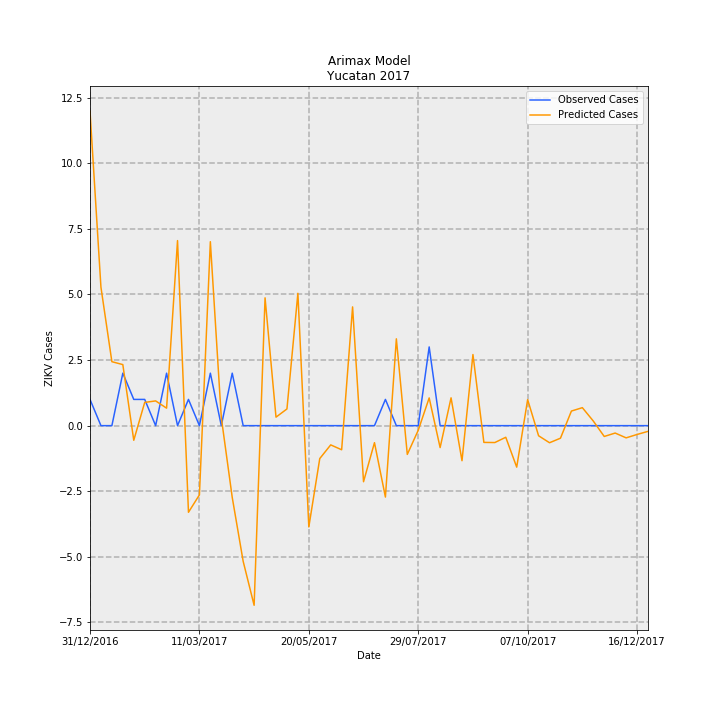 Arimax Model
Yucatan 2017
Observed Cases
Predicted Cases
ZIKV Cases
12.5
10.0
7.5
5.0
2.5
0.0
−2.5
−5.0
−7.5
31/12/2016
11/03/2017
20/05/2017
29/07/2017
07/10/2017
16/12/2017
Date